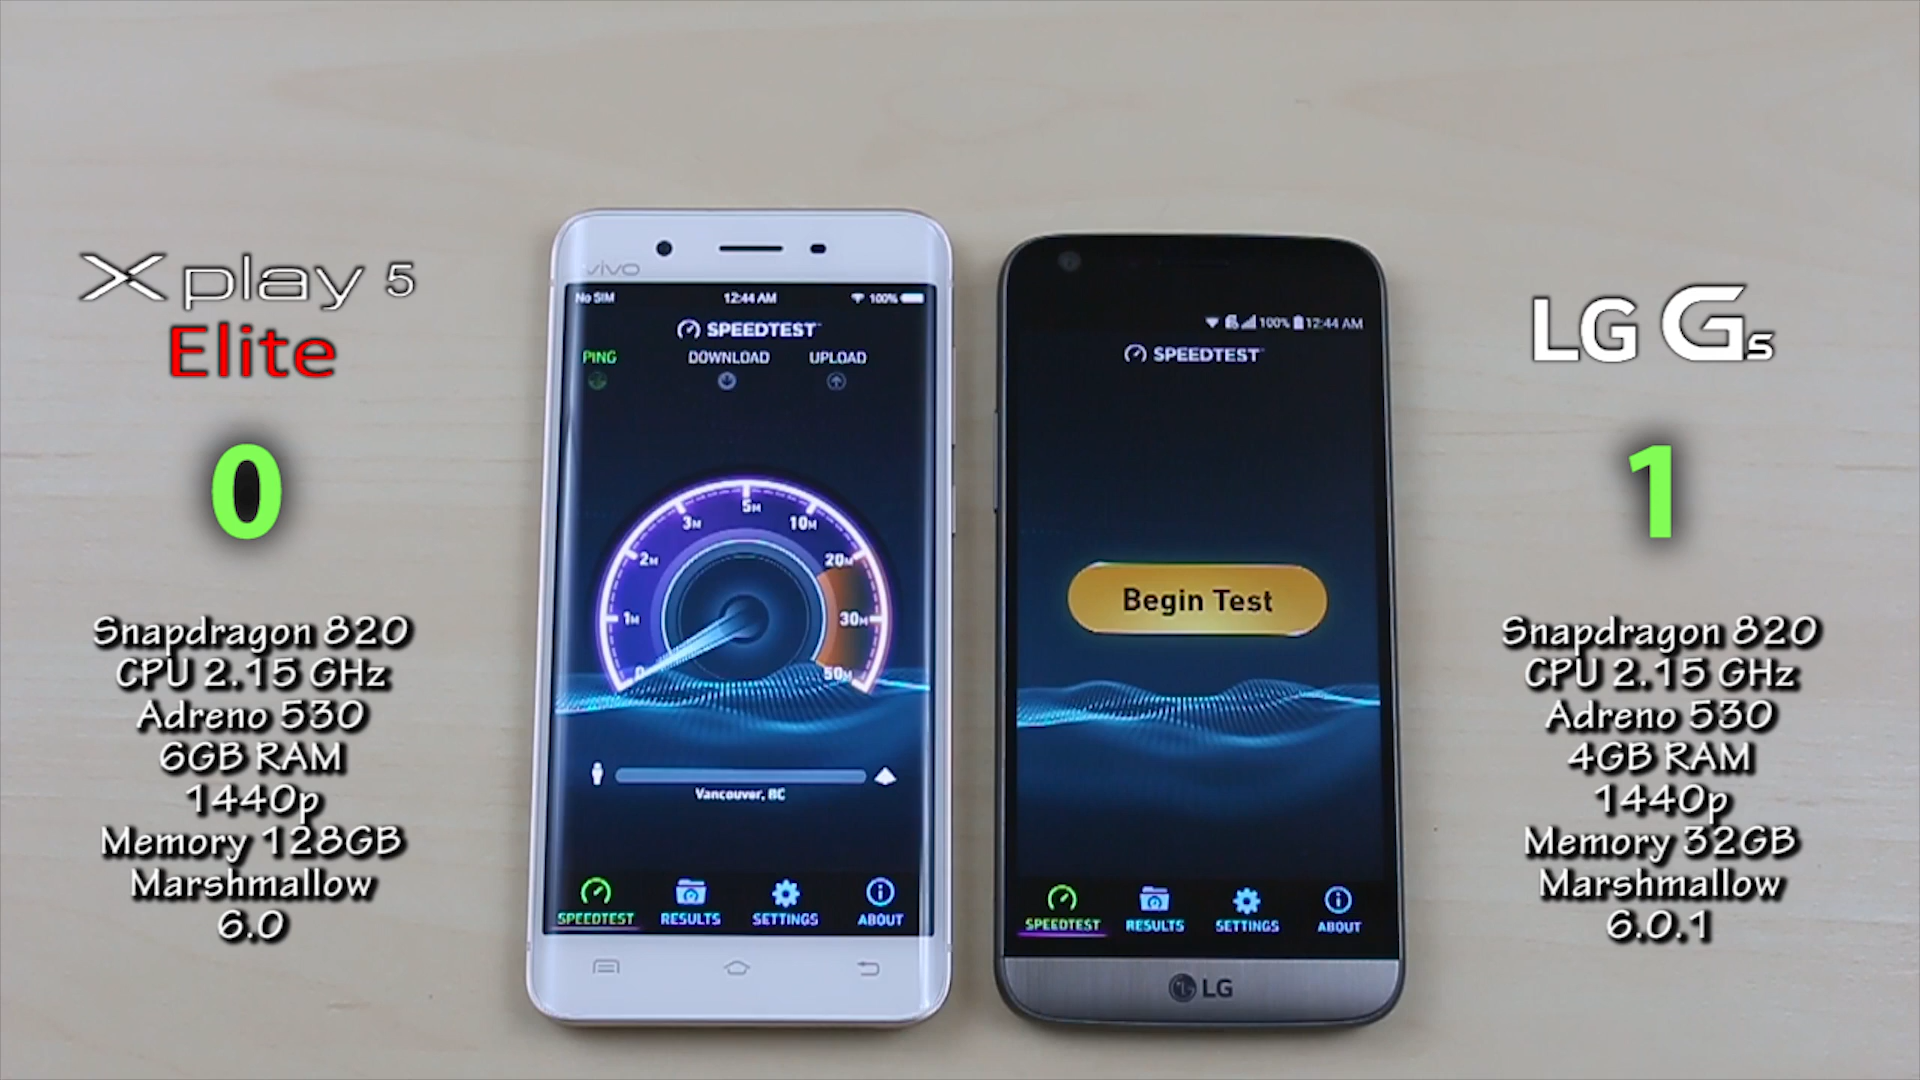 X play 5
Elite
0
Snapdragon 820
CPU 2.15 GHz
Adreno 530
6GB RAM
1440p
Memory 128GB
Marshmallow
6.0
vivo
No SIM 12:44 AM 100%
SPEEDTEST
PING DOWNLOAD UPLOAD
5M
3M 10M
2M 20M
1M 30M
0 50M
Vancouver, BC
SPEEDTEST RESULTS SETTINGS ABOUT
100% 12:44 AM
SPEEDTEST
Begin Test
SPEEDTEST RESULTS SETTINGS ABOUT
LG
LG G5
1
Snapdragon 820
CPU 2.15 GHz
Adreno 530
4GB RAM
1440p
Memory 32GB
Marshmallow
6.0.1